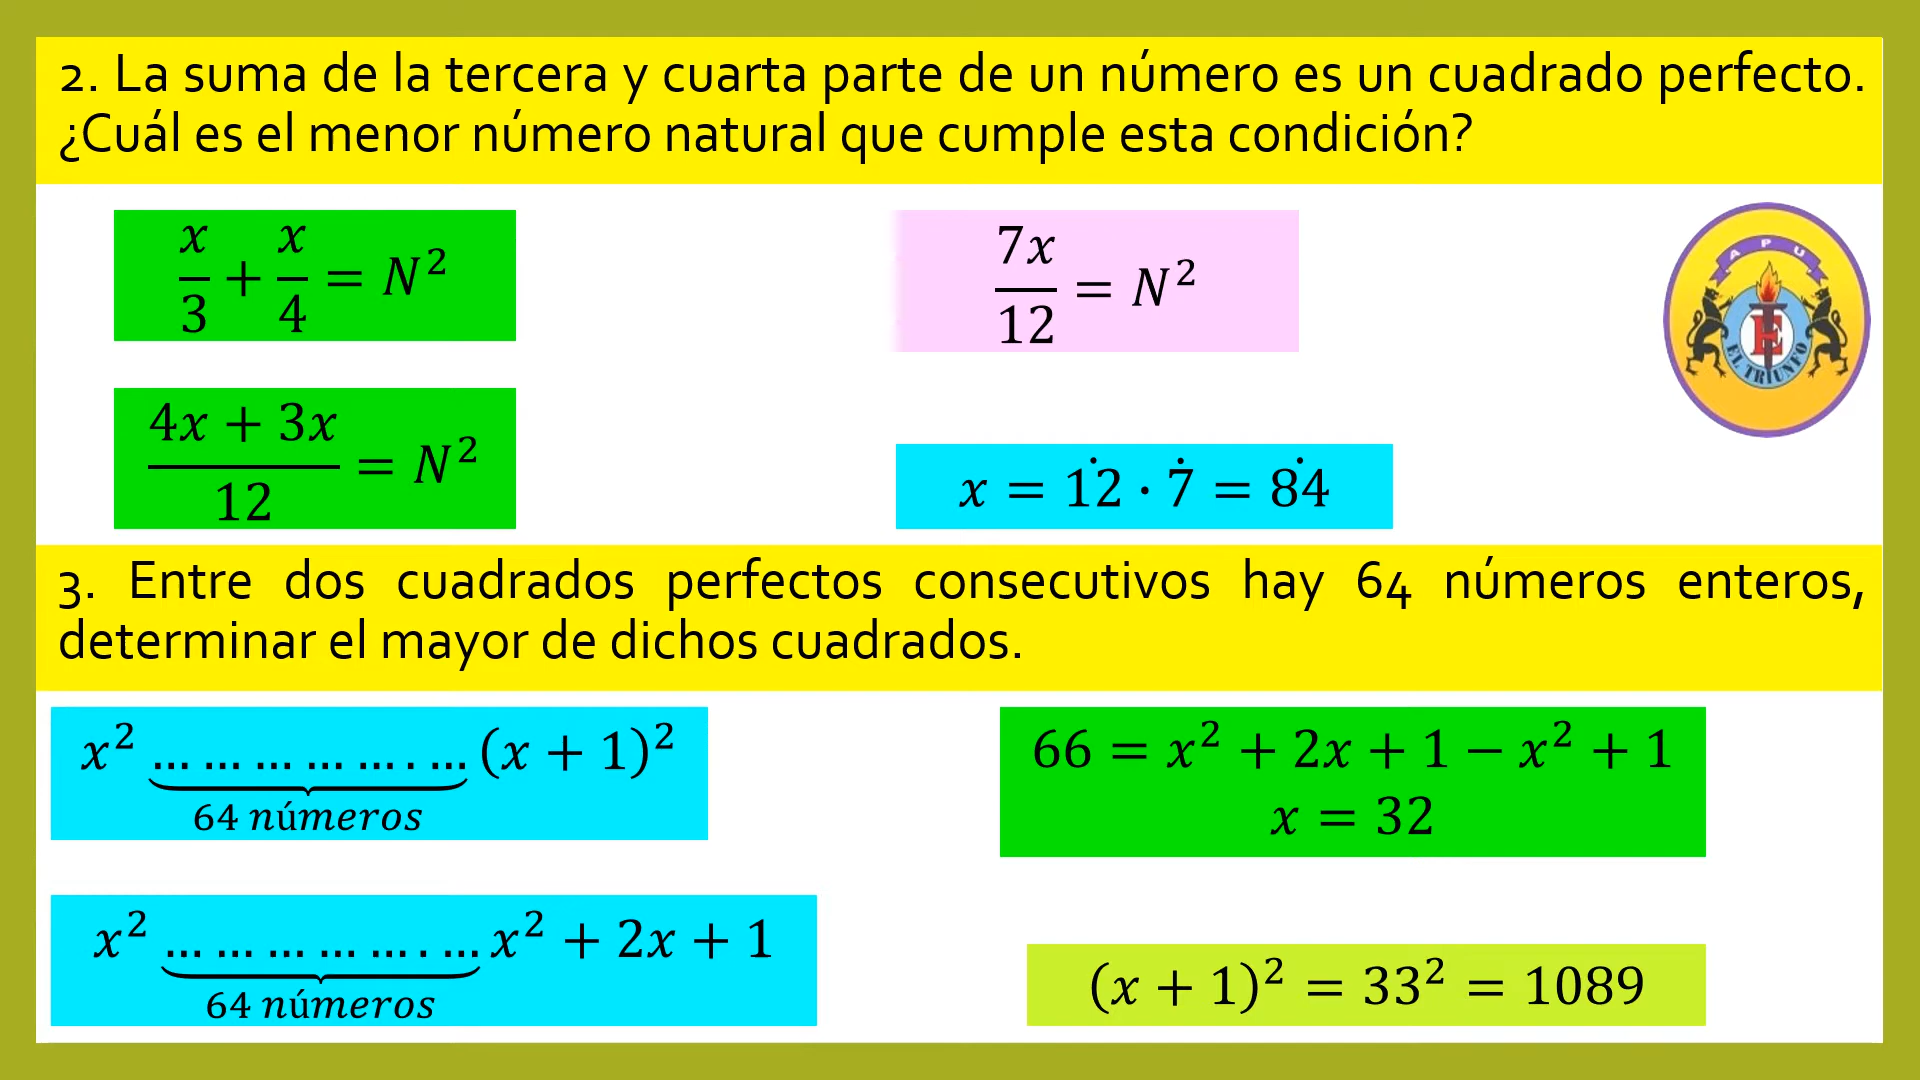 2. La suma de la tercera y cuarta parte de un número es un cuadrado perfecto.
¿Cuál es el menor número natural que cumple esta condición?
x/3 + x/4 = N²
7x/12 = N²
A P U
E
EL TRIUNFO
(4x + 3x)/12 = N²
x = 12̇ · 7̇ = 84̇
3. Entre dos cuadrados perfectos consecutivos hay 64 números enteros,
determinar el mayor de dichos cuadrados.
x² … … … … … . … (x + 1)²
64 números
66 = x² + 2x + 1 − x² + 1
x = 32
x² … … … … … . … x² + 2x + 1
64 números
(x + 1)² = 33² = 1089